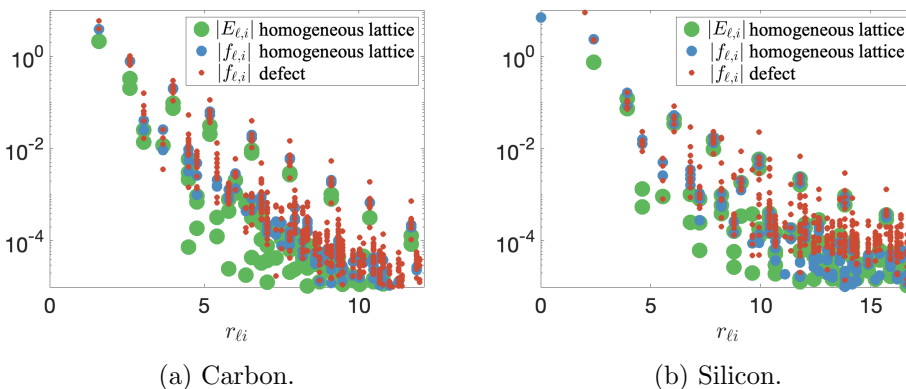 |E_{ℓ,i}| homogeneous lattice
|f_{ℓ,i}| homogeneous lattice
|f_{ℓ,i}| defect
10^0
10^{-2}
10^{-4}
0 5 10
r_{ℓi}
(a) Carbon.
|E_{ℓ,i}| homogeneous lattice
|f_{ℓ,i}| homogeneous lattice
|f_{ℓ,i}| defect
10^0
10^{-2}
10^{-4}
0 5 10 15
r_{ℓi}
(b) Silicon.